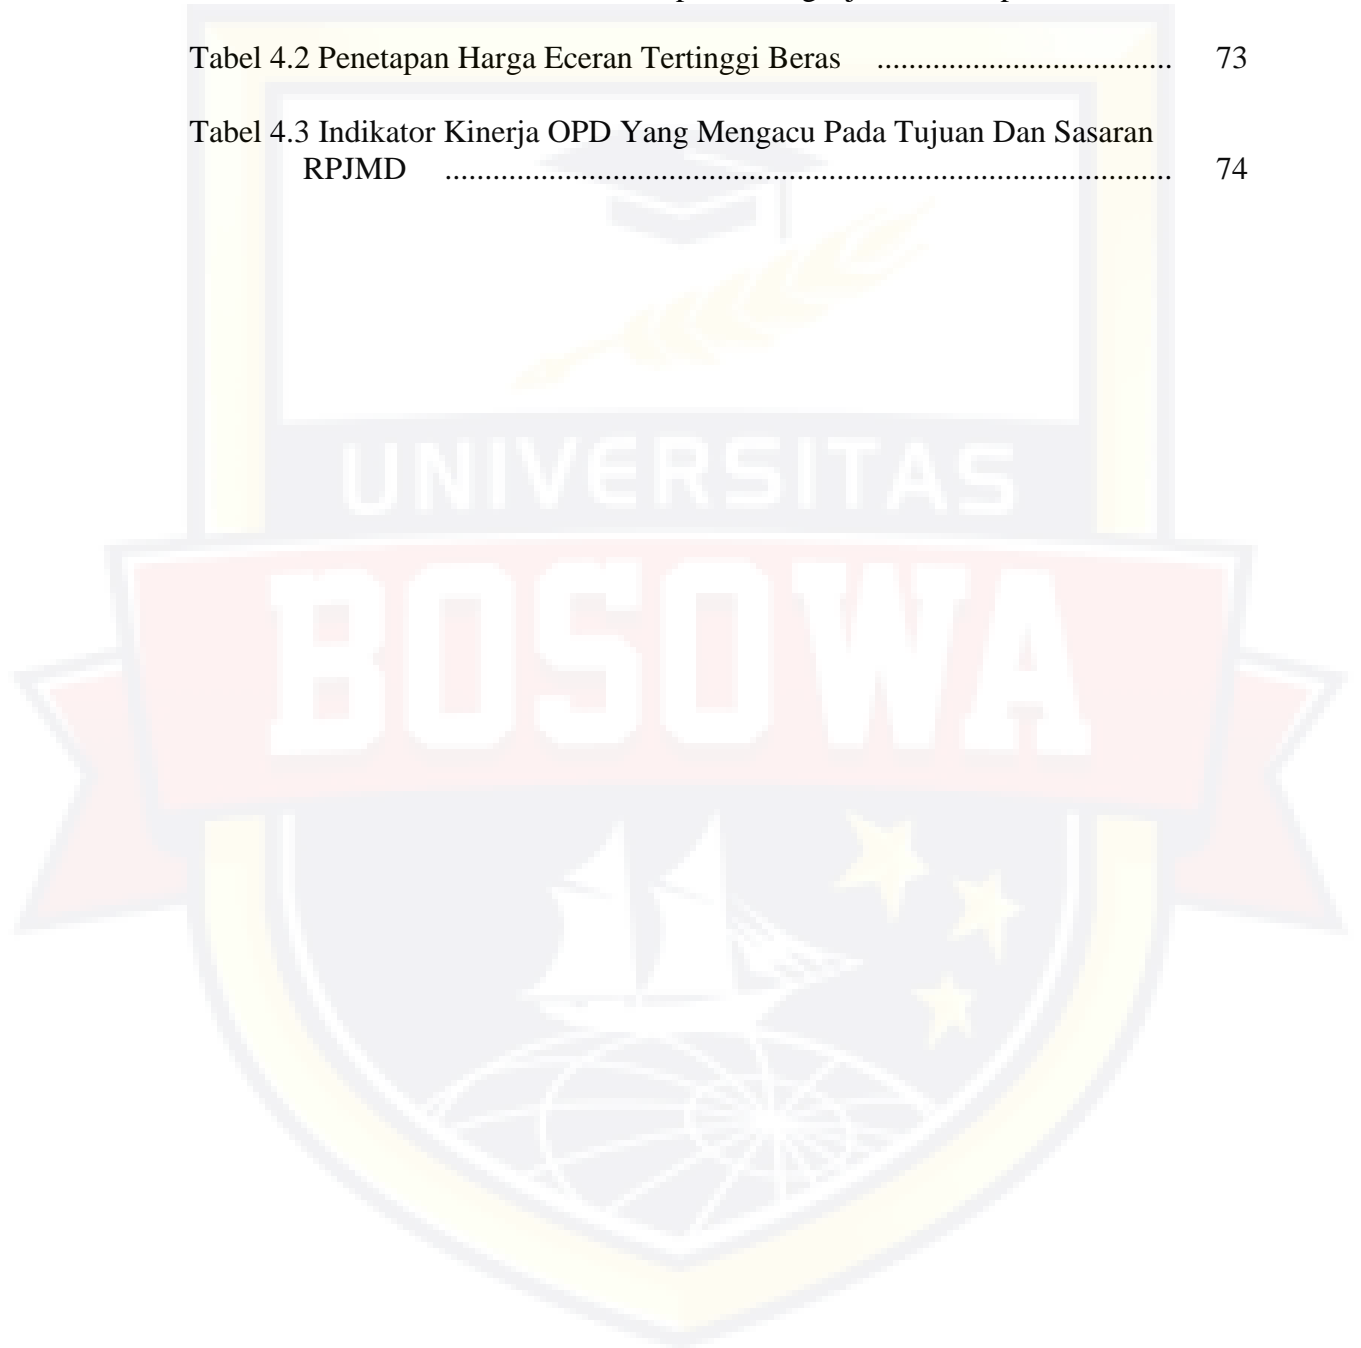 Tabel 4.2 Penetapan Harga Eceran Tertinggi Beras ..................................... 73
Tabel 4.3 Indikator Kinerja OPD Yang Mengacu Pada Tujuan Dan Sasaran
RPJMD ........................................................................................... 74
UNIVERSITAS
BOSOWA